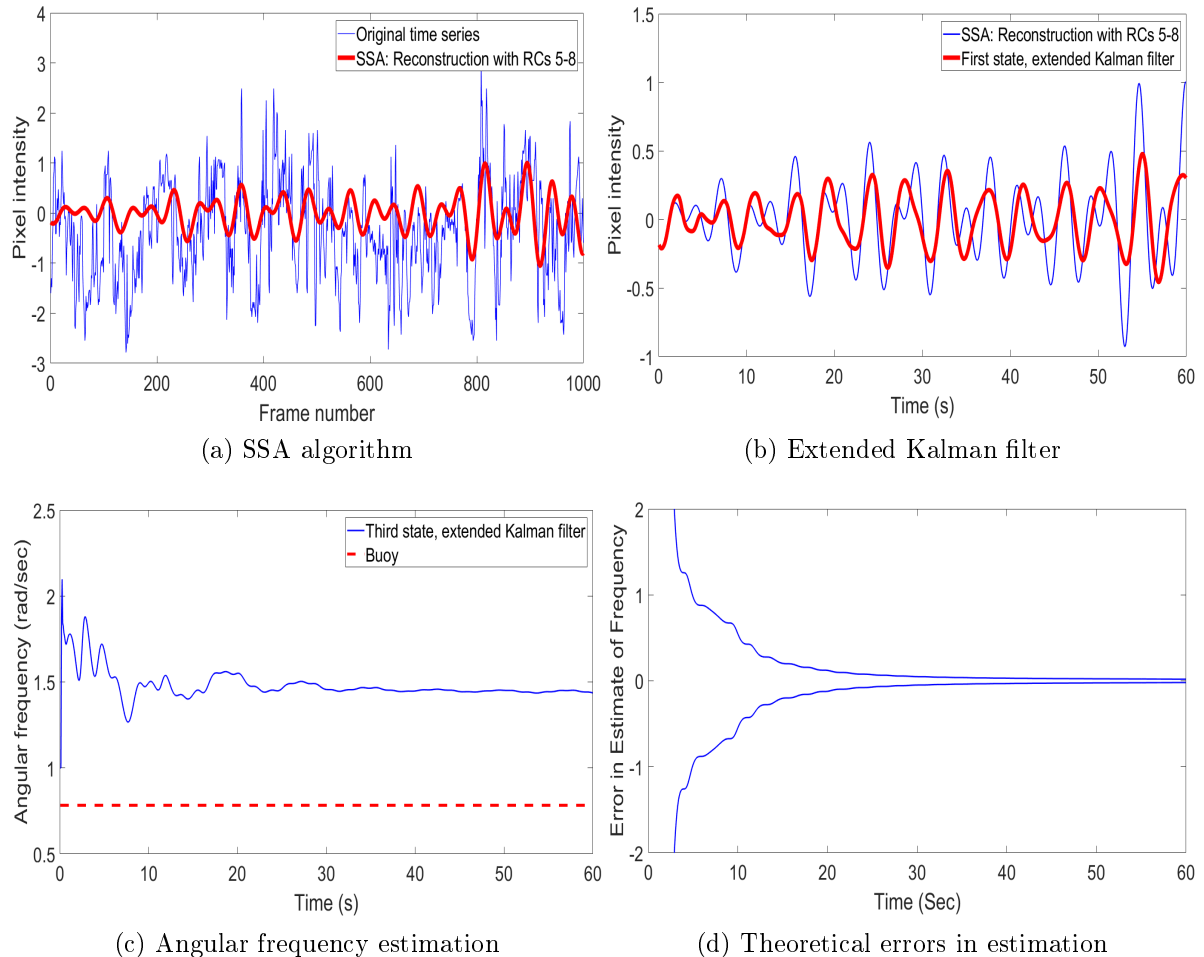 4
3
2
1
0
-1
-2
-3
Pixel intensity
Original time series
SSA: Reconstruction with RCs 5-8
0
200
400
600
800
1000
Frame number
(a) SSA algorithm
1.5
1
0.5
0
-0.5
-1
Pixel intensity
SSA: Reconstruction with RCs 5-8
First state, extended Kalman filter
0
10
20
30
40
50
60
Time (s)
(b) Extended Kalman filter
2.5
2
1.5
1
0.5
Angular frequency (rad/sec)
Third state, extended Kalman filter
Buoy
0
10
20
30
40
50
60
Time (s)
(c) Angular frequency estimation
2
1
0
-1
-2
Error in Estimate of Frequency
0
10
20
30
40
50
60
Time (Sec)
(d) Theoretical errors in estimation